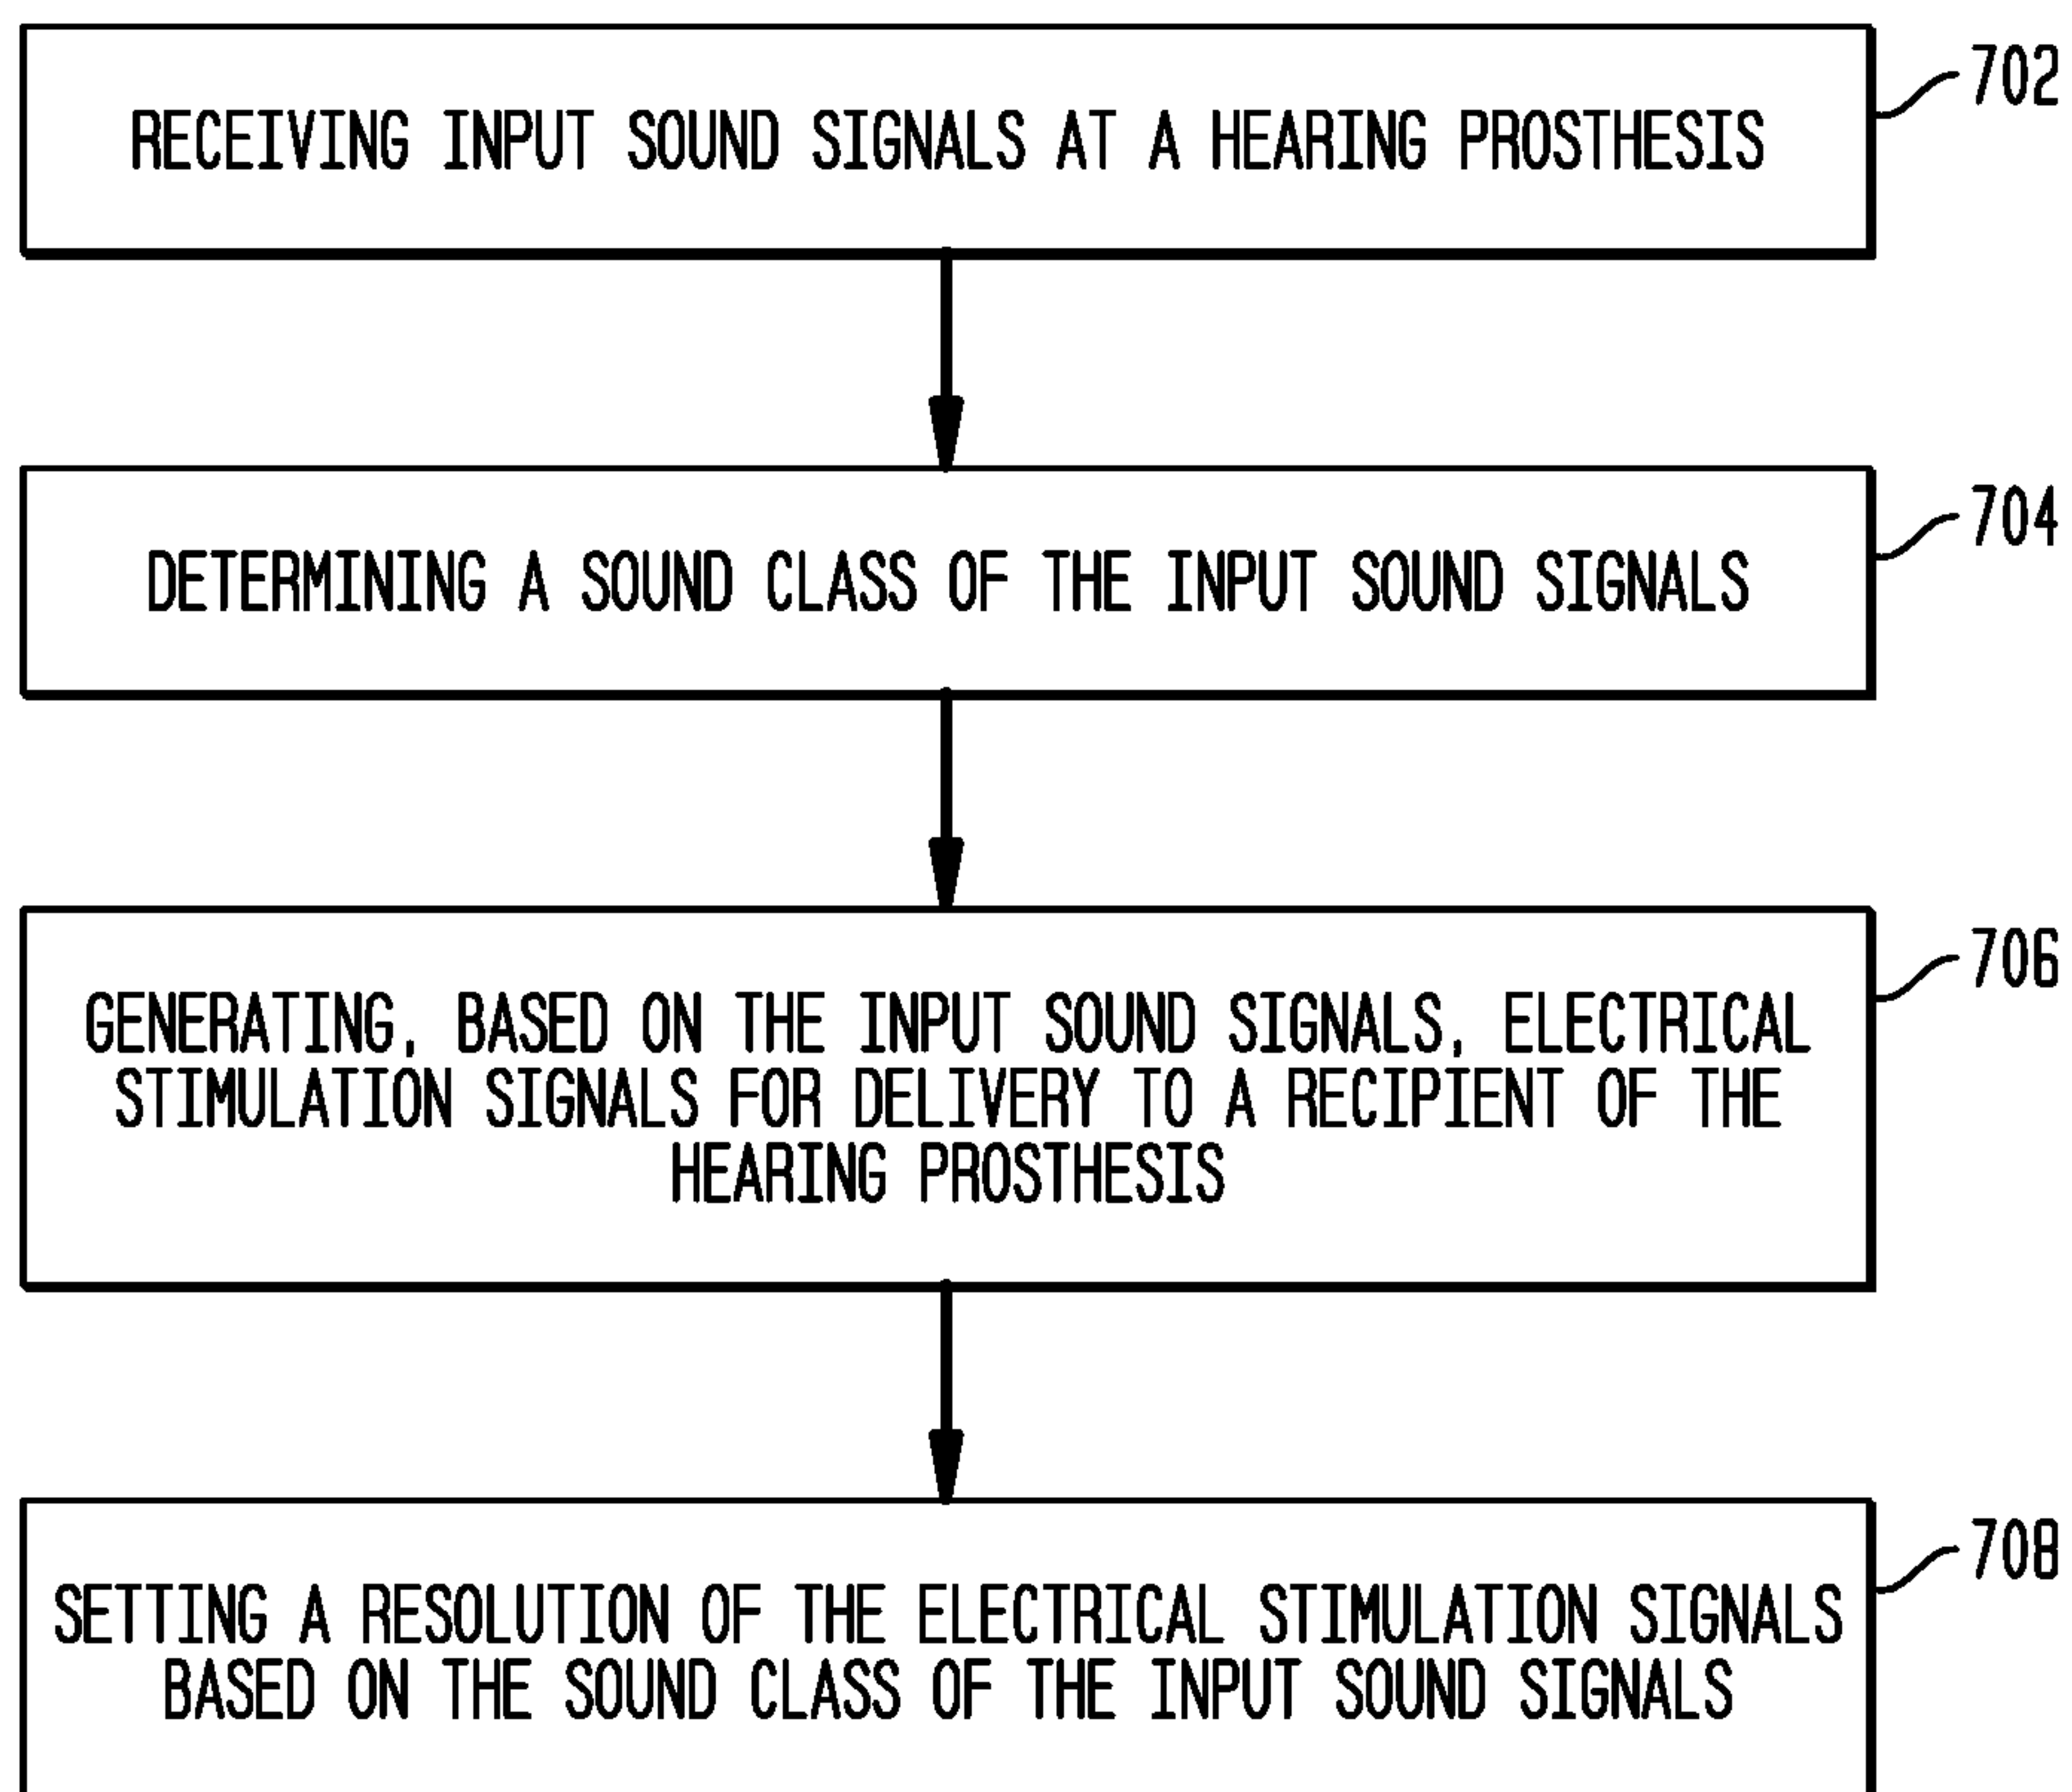 702
RECEIVING INPUT SOUND SIGNALS AT A HEARING PROSTHESIS
704
DETERMINING A SOUND CLASS OF THE INPUT SOUND SIGNALS
706
GENERATING, BASED ON THE INPUT SOUND SIGNALS, ELECTRICAL
STIMULATION SIGNALS FOR DELIVERY TO A RECIPIENT OF THE
HEARING PROSTHESIS
708
SETTING A RESOLUTION OF THE ELECTRICAL STIMULATION SIGNALS
BASED ON THE SOUND CLASS OF THE INPUT SOUND SIGNALS